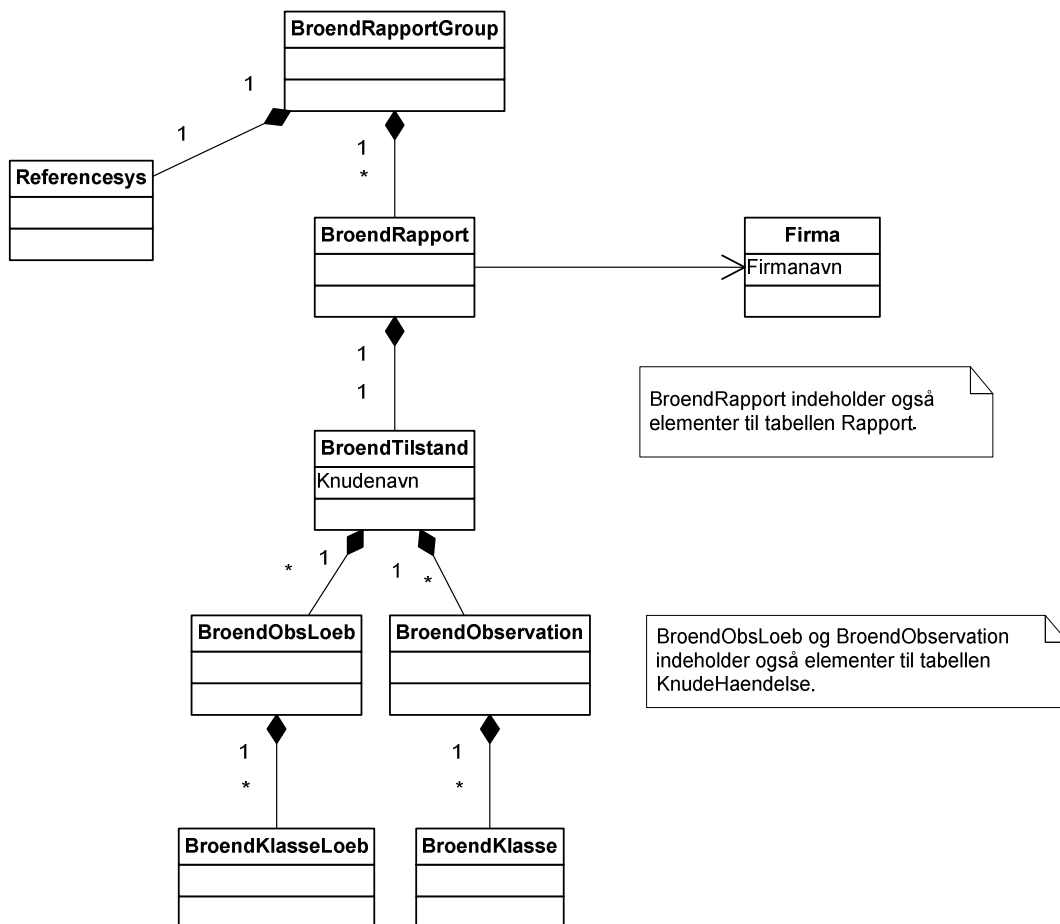 BroendRapportGroup
1
1
Referencesys
1
*
BroendRapport
Firma
Firmanavn
1
1
BroendRapport indeholder også
elementer til tabellen Rapport.
BroendTilstand
Knudenavn
*
1
1
*
BroendObsLoeb
BroendObservation
BroendObsLoeb og BroendObservation
indeholder også elementer til tabellen
KnudeHaendelse.
1
*
1
*
BroendKlasseLoeb
BroendKlasse